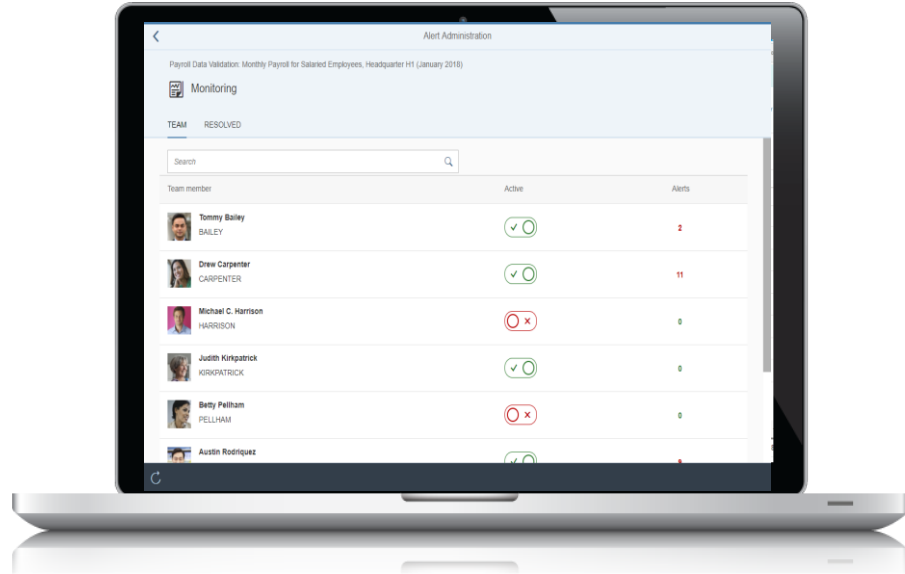 Alert Administration
Payroll Data Validation: Monthly Payroll for Salaried Employees, Headquarter H1 (January 2018)
Monitoring
TEAM RESOLVED
Search
Team member Active Alerts
Tommy Bailey
BAILEY
2
Drew Carpenter
CARPENTER
11
Michael C. Harrison
HARRISON
0
Judith Kirkpatrick
KIRKPATRICK
0
Betty Pellham
PELLHAM
0
Austin Rodriquez